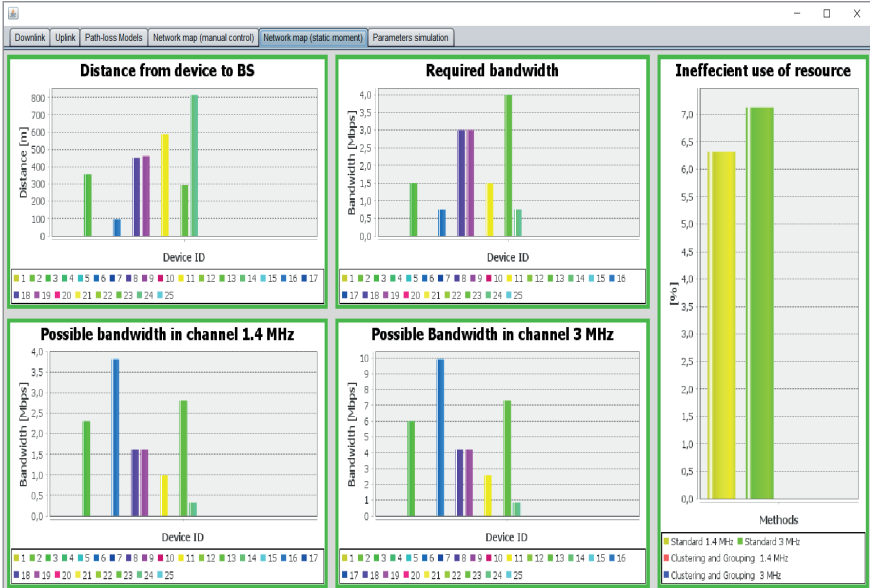 Downlink Uplink Path-loss Models Network map (manual control) Network map (static moment) Parameters simulation
Distance from device to BS
Distance [m]
800
700
600
500
400
300
200
100
0
Device ID
1 2 3 4 5 6 7 8 9 10 11 12 13 14 15 16 17
18 19 20 21 22 23 24 25
Required bandwidth
Bandwidth [Mbps]
4,0
3,5
3,0
2,5
2,0
1,5
1,0
0,5
0,0
Device ID
1 2 3 4 5 6 7 8 9 10 11 12 13 14 15 16
17 18 19 20 21 22 23 24 25
Ineffecient use of resource
[%]
7,0
6,5
6,0
5,5
5,0
4,5
4,0
3,5
3,0
2,5
2,0
1,5
1,0
0,5
0,0
Methods
Standard 1.4 MHz Standard 3 MHz
Clustering and Grouping 1.4 MHz
Clustering and Grouping 3 MHz
Possible bandwidth in channel 1.4 MHz
Bandwidth [Mbps]
4,0
3,5
3,0
2,5
2,0
1,5
1,0
0,5
0,0
Device ID
1 2 3 4 5 6 7 8 9 10 11 12 13 14 15 16 17
18 19 20 21 22 23 24 25
Possible Bandwidth in channel 3 MHz
Bandwidth [Mbps]
10
9
8
7
6
5
4
3
2
1
0
Device ID
1 2 3 4 5 6 7 8 9 10 11 12 13 14 15 16
17 18 19 20 21 22 23 24 25